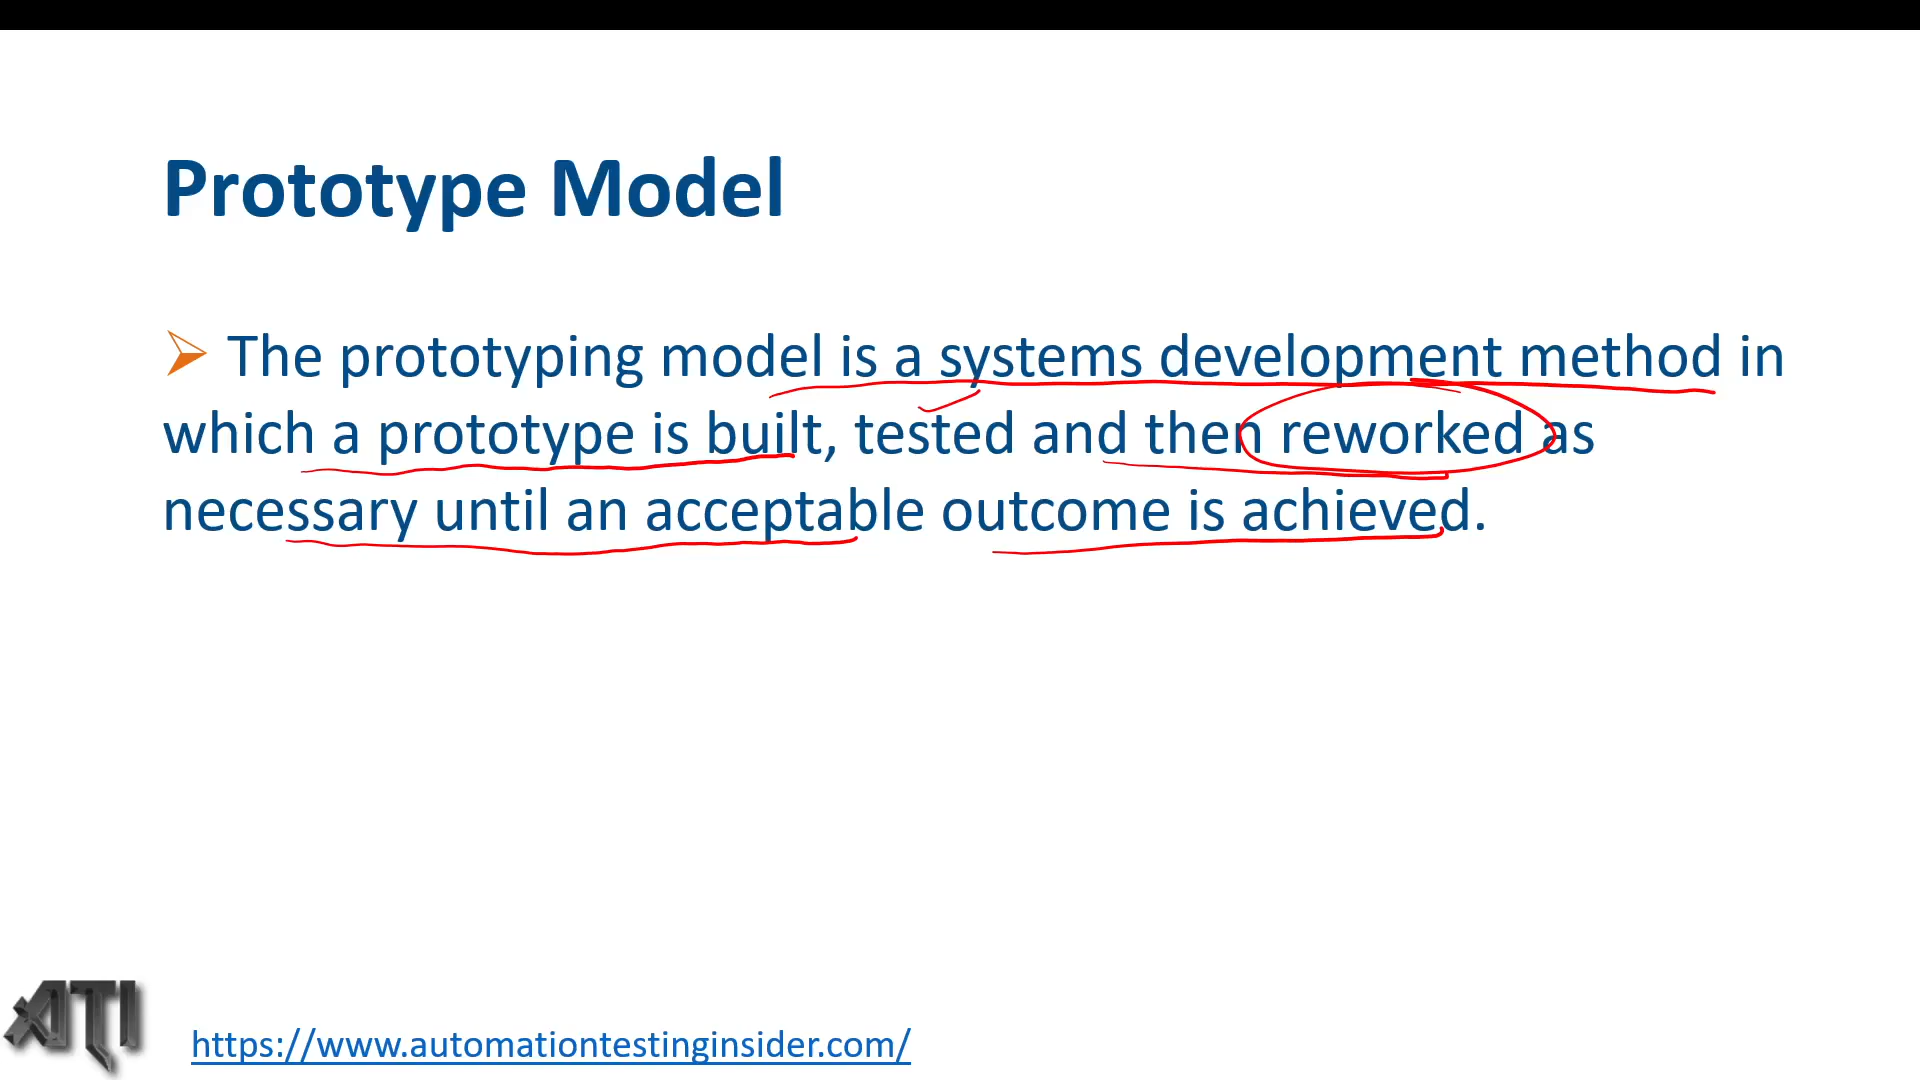 Prototype Model
The prototyping model is a systems development method in
which a prototype is built, tested and then reworked as
necessary until an acceptable outcome is achieved.
ATI
https://www.automationtestinginsider.com/